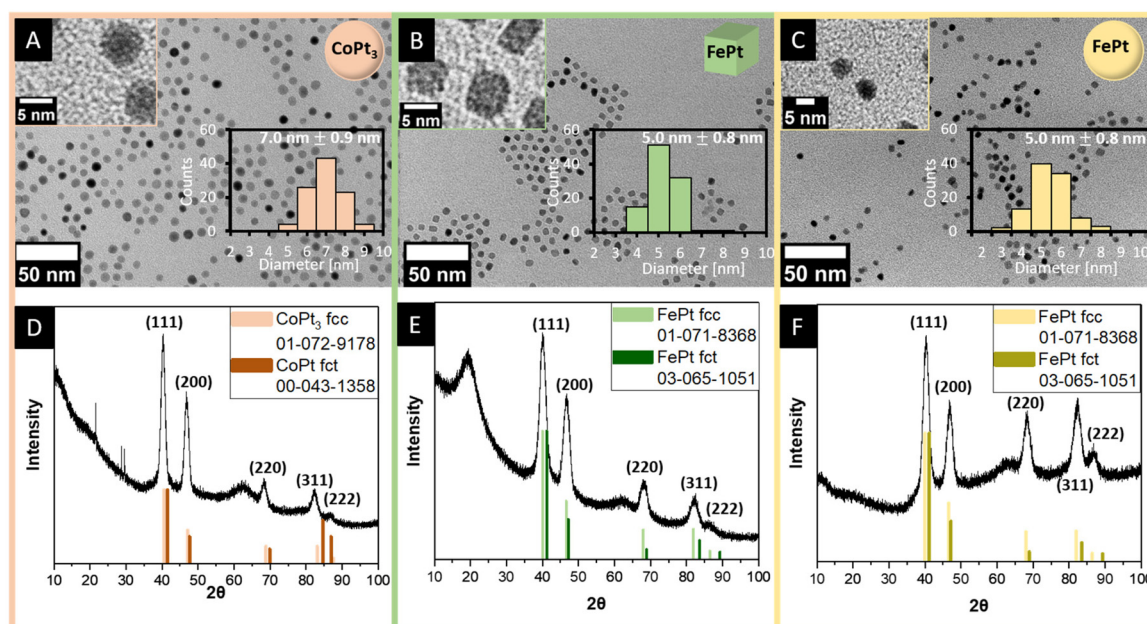 A
CoPt₃
5 nm
7.0 nm ± 0.9 nm
60
40
20
0
Counts
2 3 4 5 6 7 8 9 10
Diameter [nm]
50 nm
B
FePt
5 nm
5.0 nm ± 0.8 nm
60
40
20
0
Counts
2 3 4 5 6 7 8 9 10
Diameter [nm]
50 nm
C
FePt
5 nm
5.0 nm ± 0.8 nm
60
40
20
0
Counts
2 3 4 5 6 7 8 9 10
Diameter [nm]
50 nm
D
CoPt₃ fcc
01-072-9178
CoPt fct
00-043-1358
(111)
(200)
(220)
(311)
(222)
Intensity
10 20 30 40 50 60 70 80 90 100
2θ
E
FePt fcc
01-071-8368
FePt fct
03-065-1051
(111)
(200)
(220)
(311)
(222)
Intensity
10 20 30 40 50 60 70 80 90 100
2θ
F
FePt fcc
01-071-8368
FePt fct
03-065-1051
(111)
(200)
(220)
(222)
(311)
Intensity
10 20 30 40 50 60 70 80 90 100
2θ